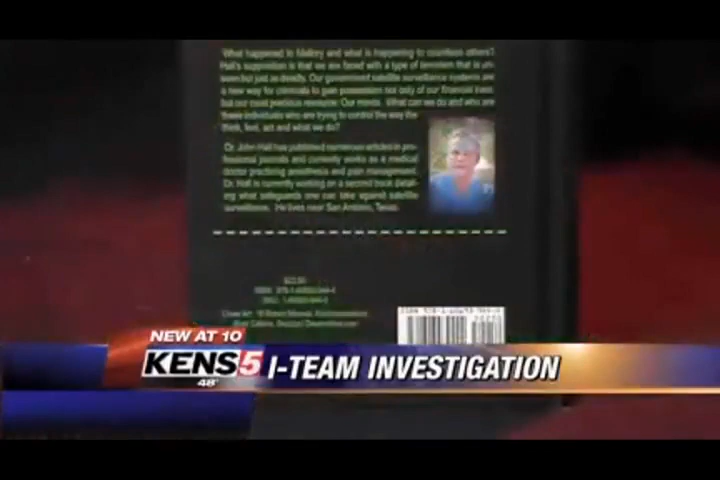 What happened to Mallory and what is happening to countless others?
Hall's supposition is that we are faced with a type of terrorism that is un-
seen but just as deadly. Our government satellite surveillance systems are
a new way for criminals to gain possession not only of our financial lives
but our most precious resource: Our minds. What can we do and who are
these individuals who are trying to control the way the
think, feel, act and what we do?
Dr. John Hall has published numerous articles in pro-
fessional journals and currently works as a medical
doctor practicing anesthesia and pain management.
Dr. Hall is currently working on a second book detail-
ing what safeguards one can take against satellite
surveillance. He lives near San Antonio, Texas.
NEW AT 10
KENS 5 I-TEAM INVESTIGATION
48°